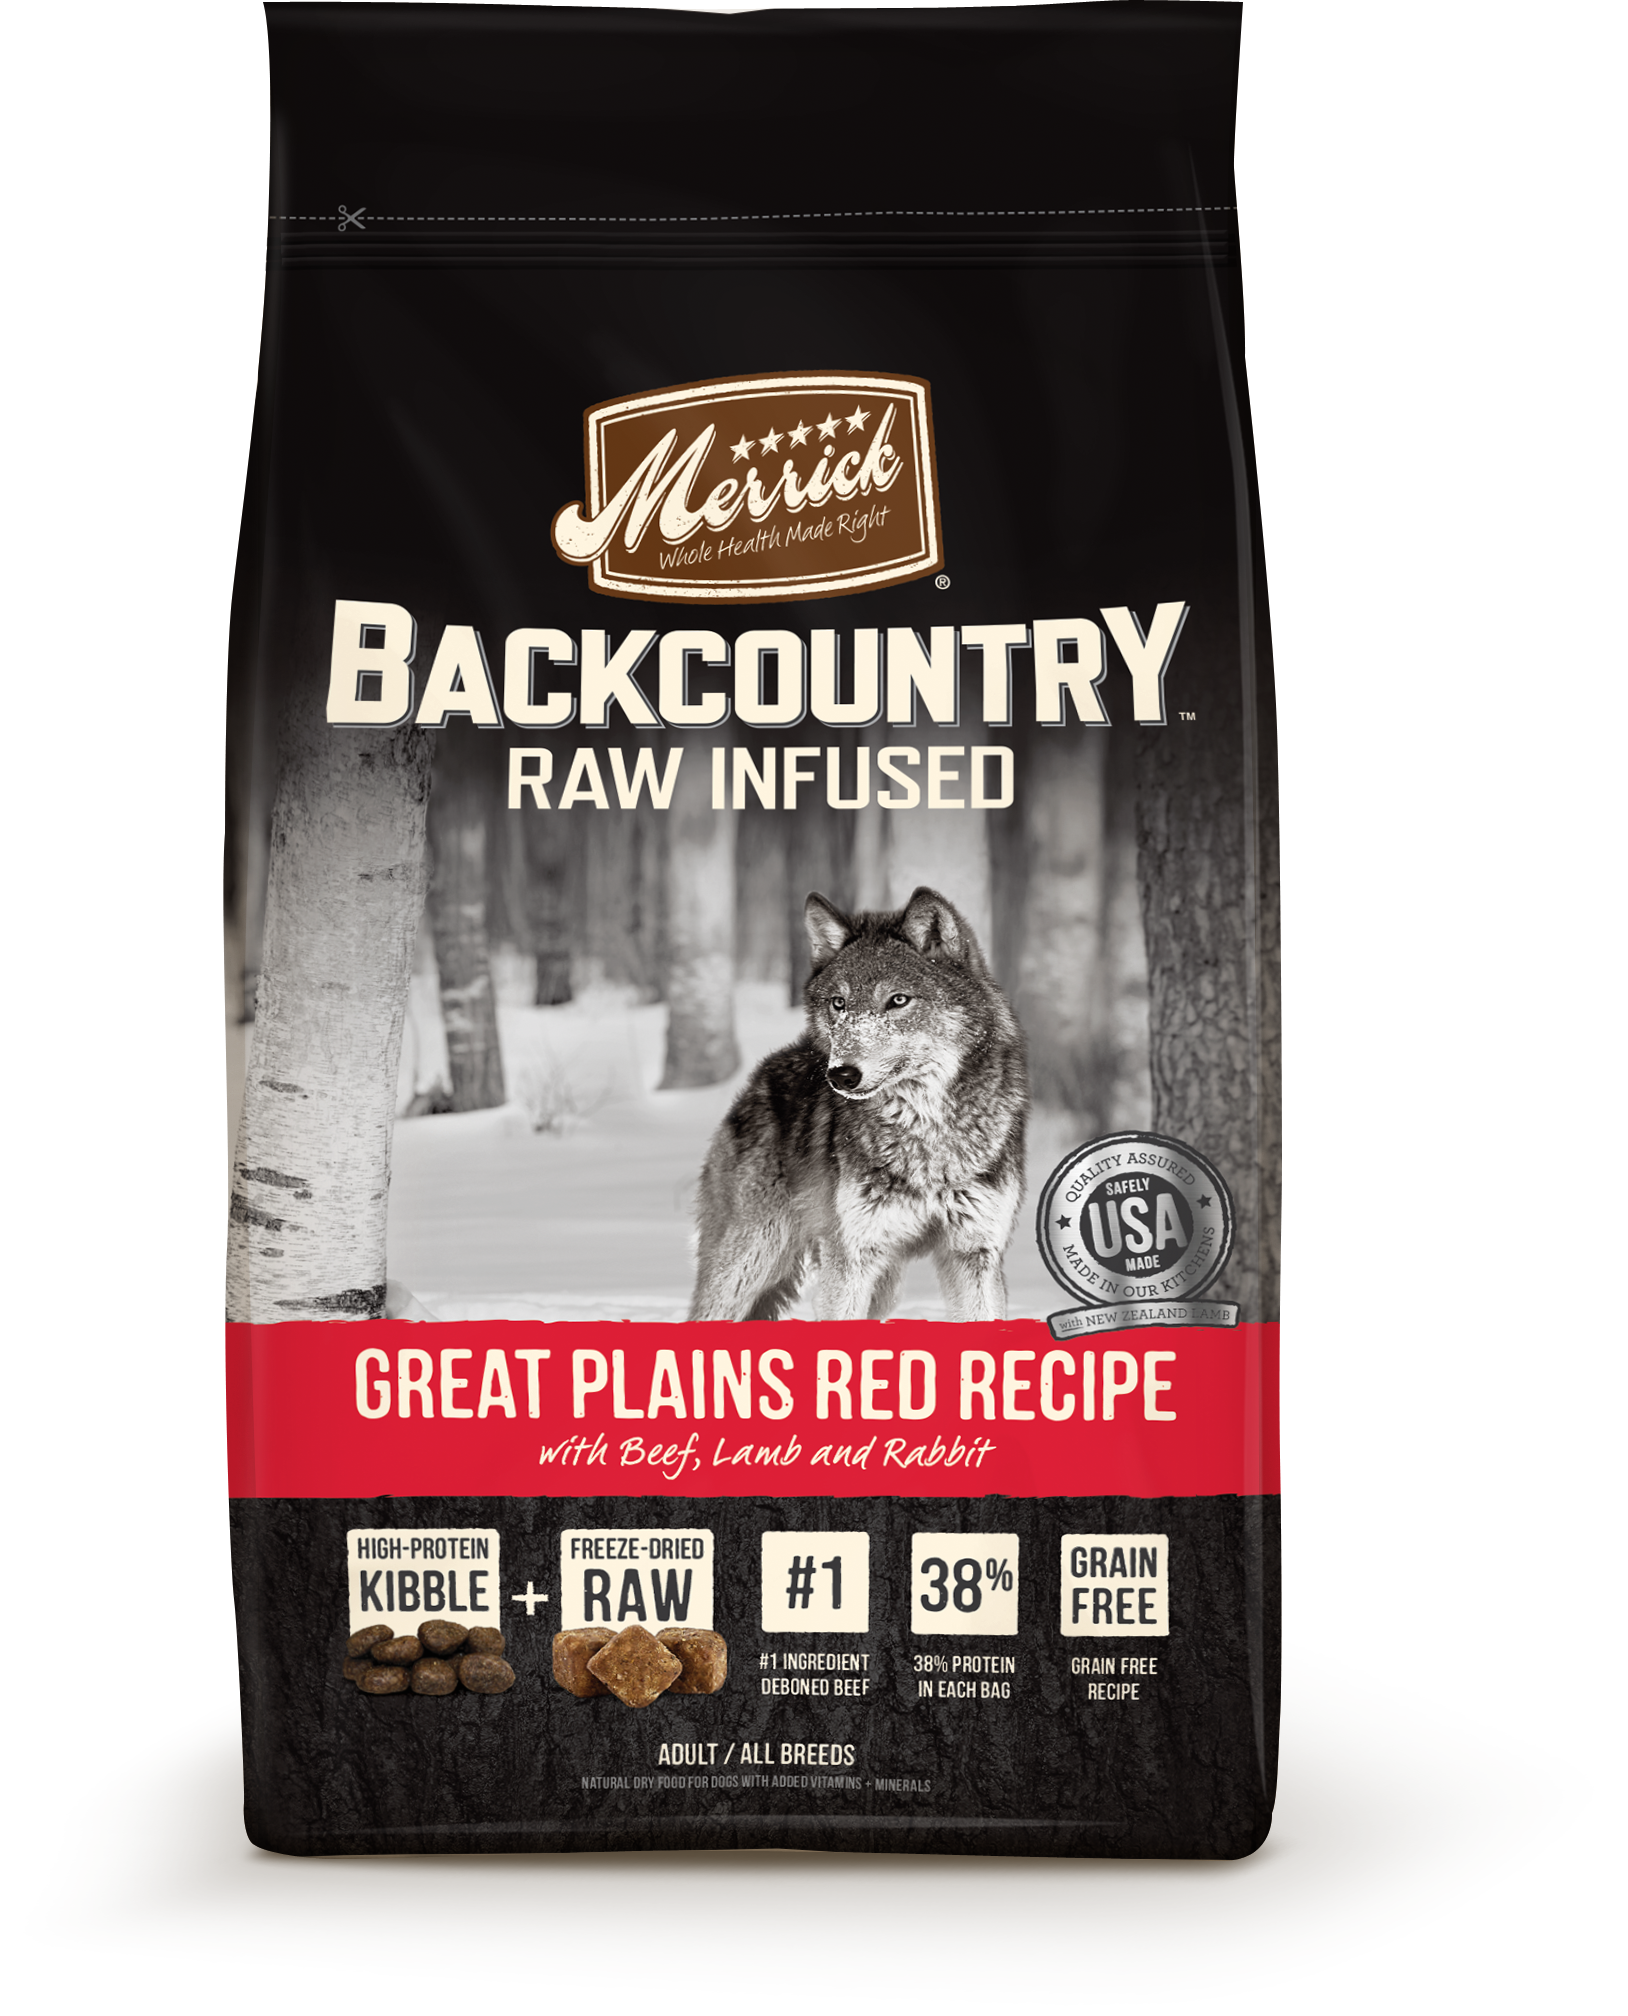 Merrick
Whole Health Made Right
®
BACKCOUNTRY™
RAW INFUSED
QUALITY ASSURED
SAFELY
USA
MADE
MADE IN OUR KITCHENS
with NEW ZEALAND LAMB
GREAT PLAINS RED RECIPE
with Beef, Lamb and Rabbit
HIGH-PROTEIN
KIBBLE
+
FREEZE-DRIED
RAW
#1
#1 INGREDIENT
DEBONED BEEF
38%
38% PROTEIN
IN EACH BAG
GRAIN
FREE
GRAIN FREE
RECIPE
ADULT / ALL BREEDS
NATURAL DRY FOOD FOR DOGS WITH ADDED VITAMINS + MINERALS